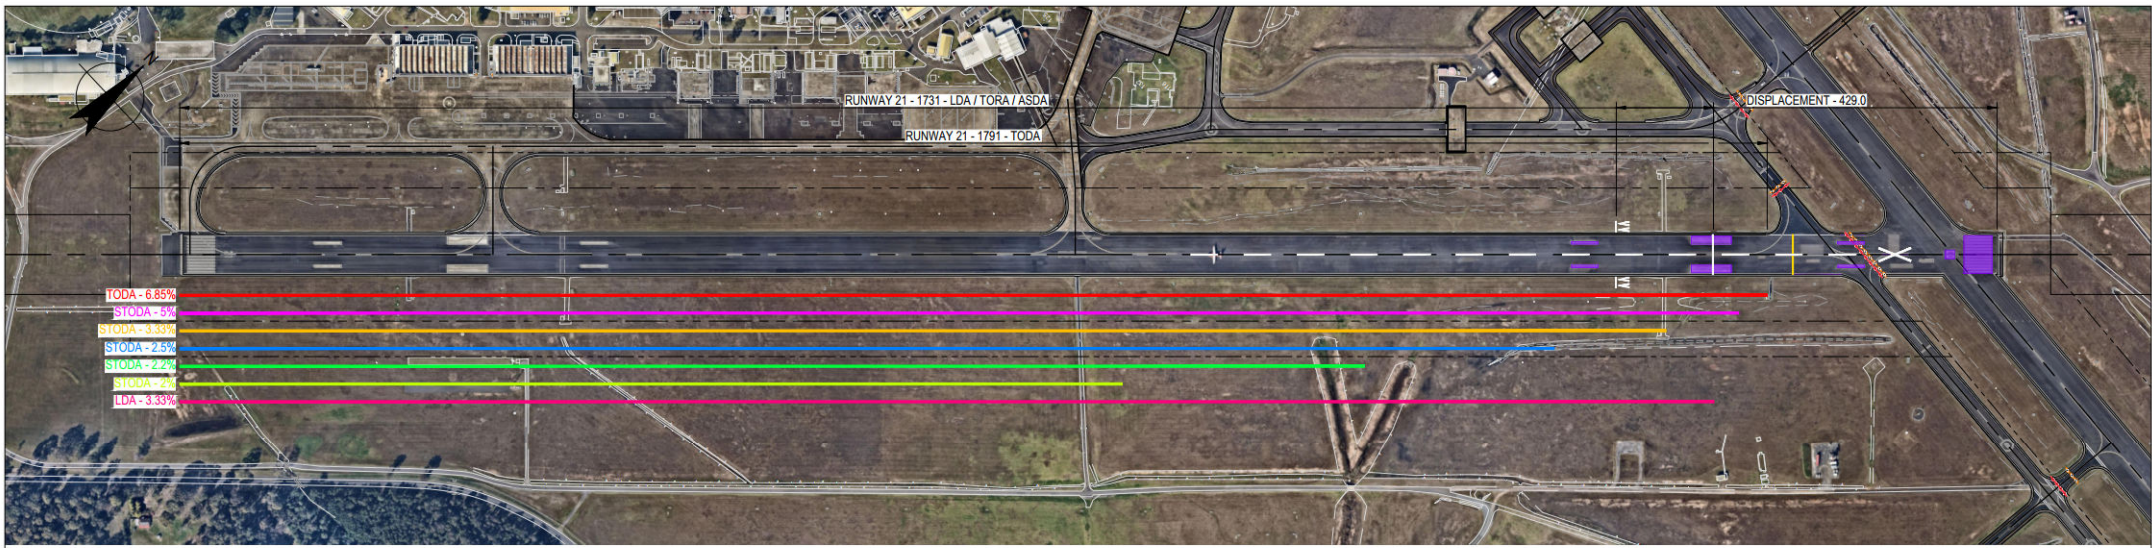 N
RUNWAY 21 - 1731 - LDA / TORA / ASDA
DISPLACEMENT - 429.0
RUNWAY 21 - 1791 - TODA
TODA - 6.85%
STODA - 5%
STODA - 3.33%
STODA - 2.5%
STODA - 2.2%
STODA - 2%
LDA - 3.33%